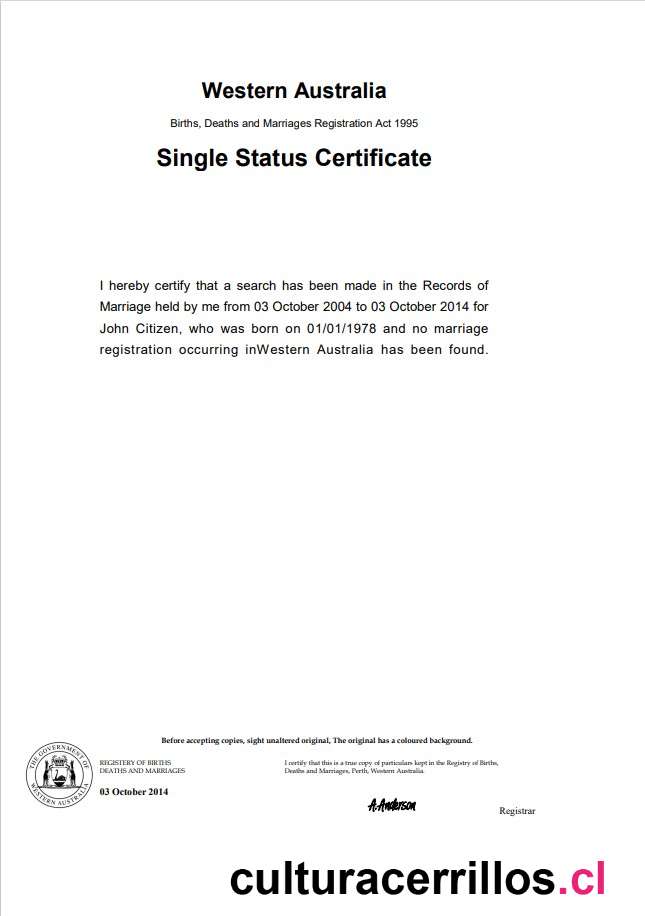 Western Australia
Births, Deaths and Marriages Registration Act 1995
Single Status Certificate
I hereby certify that a search has been made in the Records of
Marriage held by me from 03 October 2004 to 03 October 2014 for
John Citizen, who was born on 01/01/1978 and no marriage
registration occurring inWestern Australia has been found.
Before accepting copies, sight unaltered original, The original has a coloured background.
THE GOVERNMENT OF
WESTERN AUSTRALIA
REGISTERY OF BIRTHS
DEATHS AND MARRIAGES
03 October 2014
I certify that this is a true copy of particulars kept in the Registry of Births,
Deaths and Marriages, Perth, Western Australia.
A.Anderson
Registrar
culturacerrillos.cl